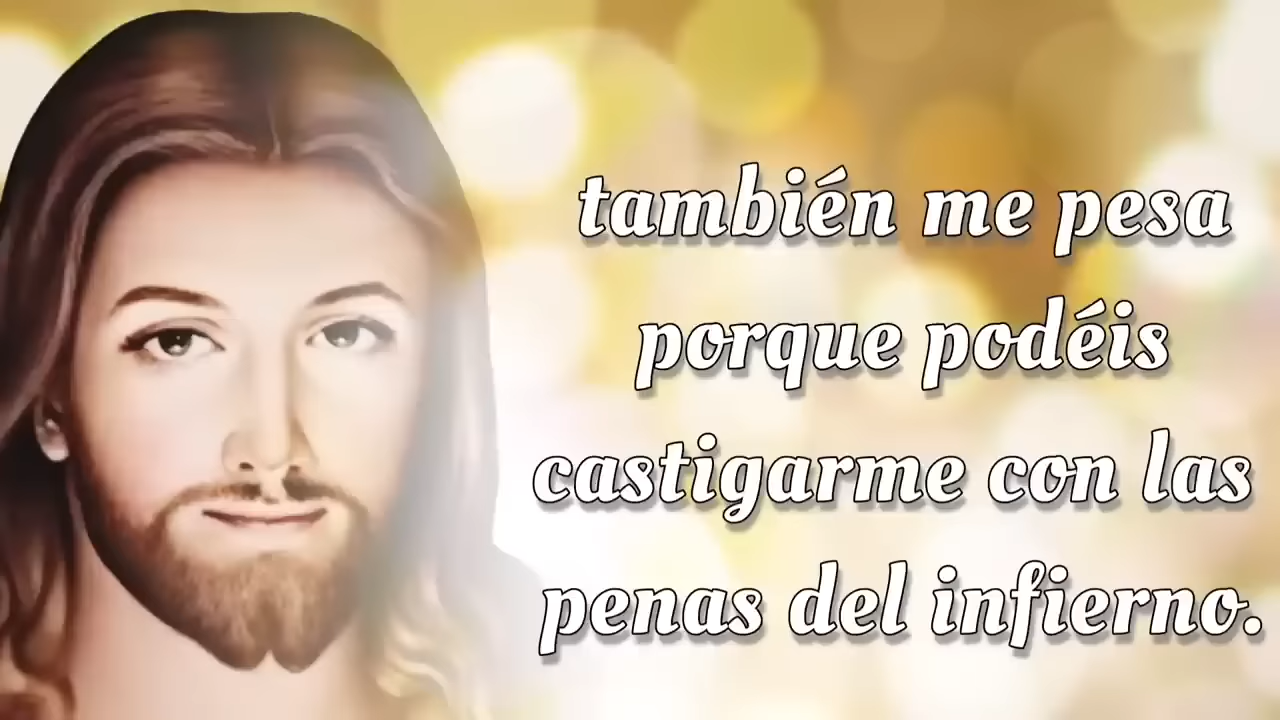 también me pesa
porque podéis
castigarme con las
penas del infierno.